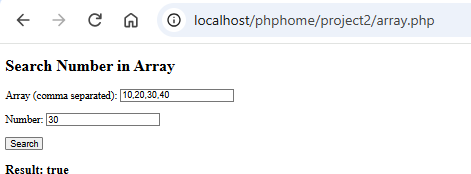 localhost/phphome/project2/array.php
Search Number in Array
Array (comma separated): 10,20,30,40
Number: 30
Search
Result: true